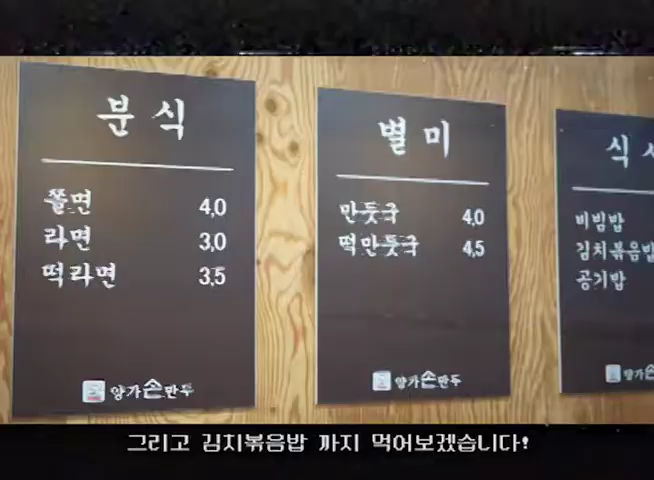 분식
쫄면 4,0
라면 3,0
떡라면 3,5
양가손만두
별미
만둣국 4,0
떡만둣국 4,5
양가손만두
비빔밥
김치볶음밥
공기밥
그리고 김치볶음밥 까지 먹어보겠습니다!